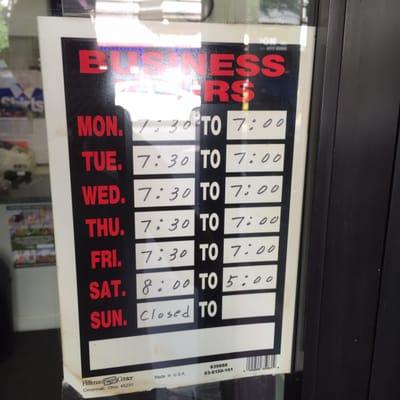 BUSINESS
MON. 7:30 TO 7:00
TUE. 7:30 TO 7:00
WED. 7:30 TO 7:00
THU. 7:30 TO 7:00
FRI. 7:30 TO 7:00
SAT. 8:00 TO 5:00
SUN. Closed TO
Made in U.S.A.